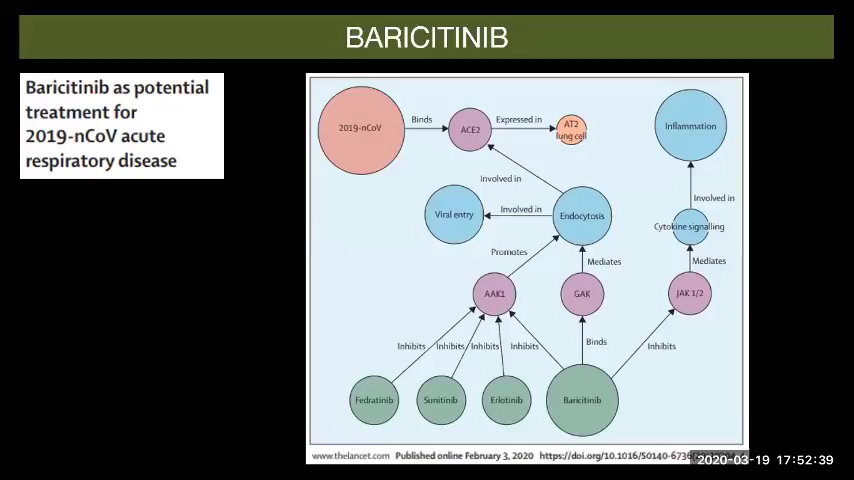 BARICITINIB
Baricitinib as potential
treatment for
2019-nCoV acute
respiratory disease
2019-nCoV
Binds
ACE2
Expressed in
AT2
lung cell
Inflammation
Involved in
Viral entry
Involved in
Endocytosis
Involved in
Cytokine signalling
Promotes
Mediates
Mediates
AAK1
GAK
JAK 1/2
Inhibits
Inhibits
Inhibits
Inhibits
Binds
Inhibits
Fedratinib
Sunitinib
Erlotinib
Baricitinib
www.thelancet.com Published online February 3, 2020
2020-03-19 17:52:39